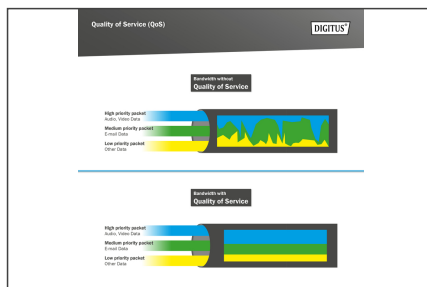 Quality of Service (QoS)
DIGITUS®
Bandwidth without
Quality of Service
High priority packet
Audio, Video Data
Medium priority packet
E-mail Data
Low priority packet
Other Data
Bandwidth with
Quality of Service
High priority packet
Audio, Video Data
Medium priority packet
E-mail Data
Low priority packet
Other Data